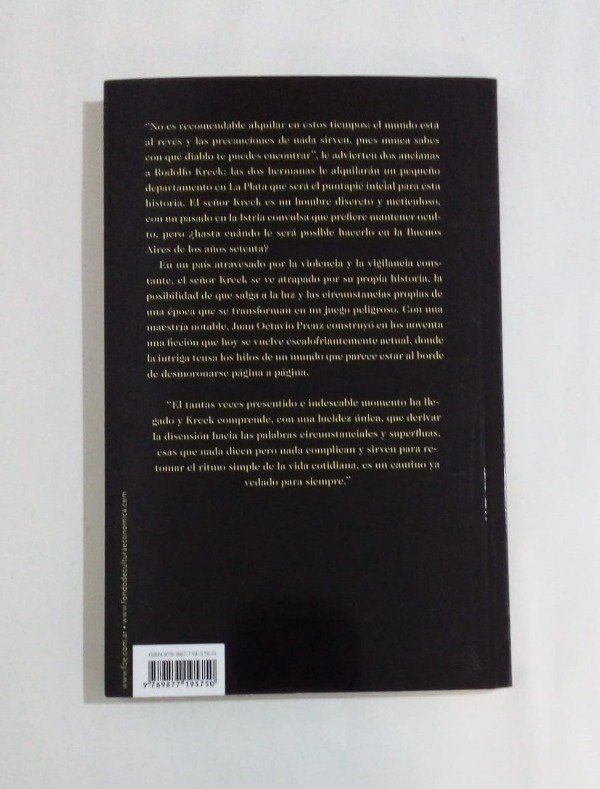 “No es recomendable alquilar en estos tiempos: el mundo está
al revés y las precauciones de nada sirven, pues nunca sabes
con qué diablo te puedes encontrar”, le advierten dos ancianas
a Rodolfo Kreck; las dos hermanas le alquilarán un pequeño
departamento en La Plata que será el puntapié inicial para esta
historia. El señor Kreck es un hombre discreto y meticuloso,
con un pasado en la Istria convulsa que prefiere mantener ocul-
to, pero ¿hasta cuándo le será posible hacerlo en la Buenos
Aires de los años setenta?
En un país atravesado por la violencia y la vigilancia cons-
tante, el señor Kreck se ve atrapado por su propia historia, la
posibilidad de que salga a la luz y las circunstancias propias de
una época que se transforman en un juego peligroso. Con una
maestría notable, Juan Octavio Prenz construyó en los noventa
una ficción que hoy se vuelve escalofriantemente actual, donde
la intriga tensa los hilos de un mundo que parece estar al borde
de desmoronarse página a página.
“El tantas veces presentido e indeseable momento ha lle-
gado y Kreck comprende, con una lucidez única, que derivar
la disensión hacia las palabras circunstanciales y superfluas,
esas que nada dicen pero nada complican y sirven para re-
tomar el ritmo simple de la vida cotidiana, es un camino ya
vedado para siempre.”
www.fce.com.ar • www.fondodeculturaeconomica.com
ISBN 978-987-719-575-0
9 789877 195750